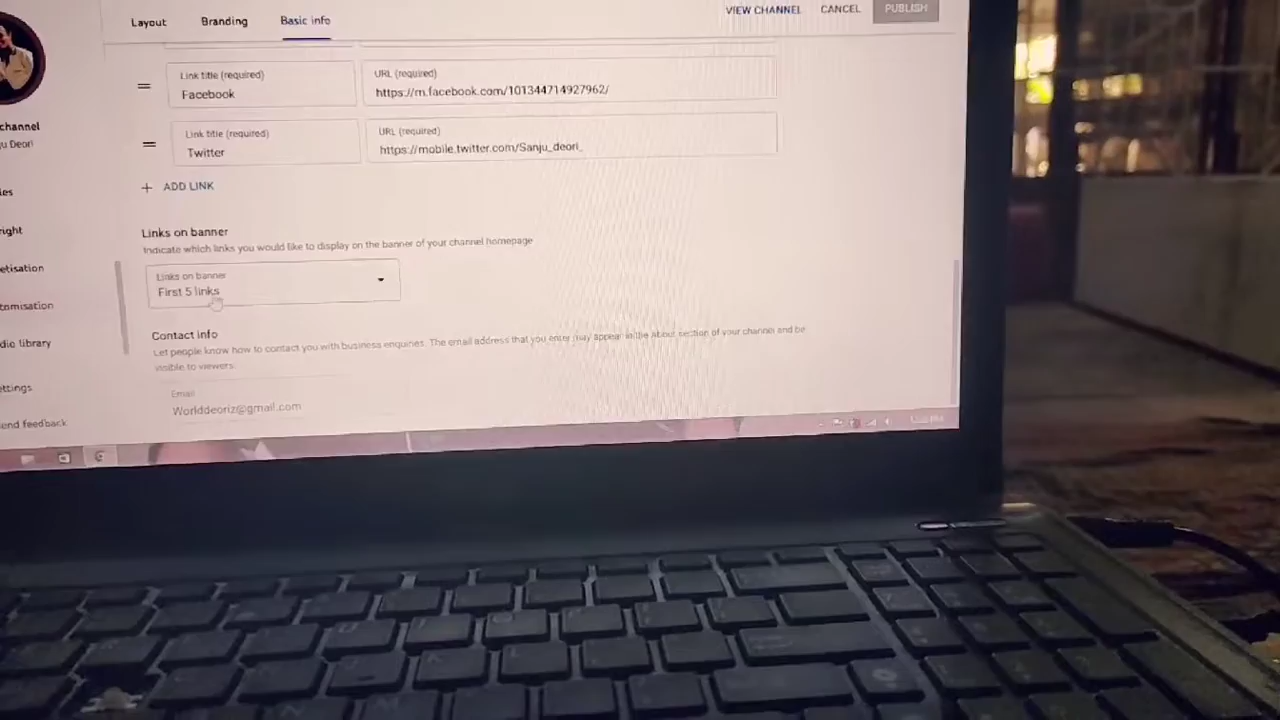 Layout Branding Basic info VIEW CHANNEL CANCEL PUBLISH
Link title (required) URL (required)
Facebook https://m.facebook.com/101344714927962/
channel
u Deori
Link title (required) URL (required)
Twitter https://mobile.twitter.com/Sanju_deori_
ies
+ ADD LINK
right
Links on banner
Indicate which links you would like to display on the banner of your channel homepage
etisation
Links on banner
First 5 links
tomisation
Contact info
Let people know how to contact you with business enquiries. The email address that you enter may appear in the About section of your channel and be
visible to viewers.
dio library
ettings
Email
Worlddeoriz@gmail.com
end feedback